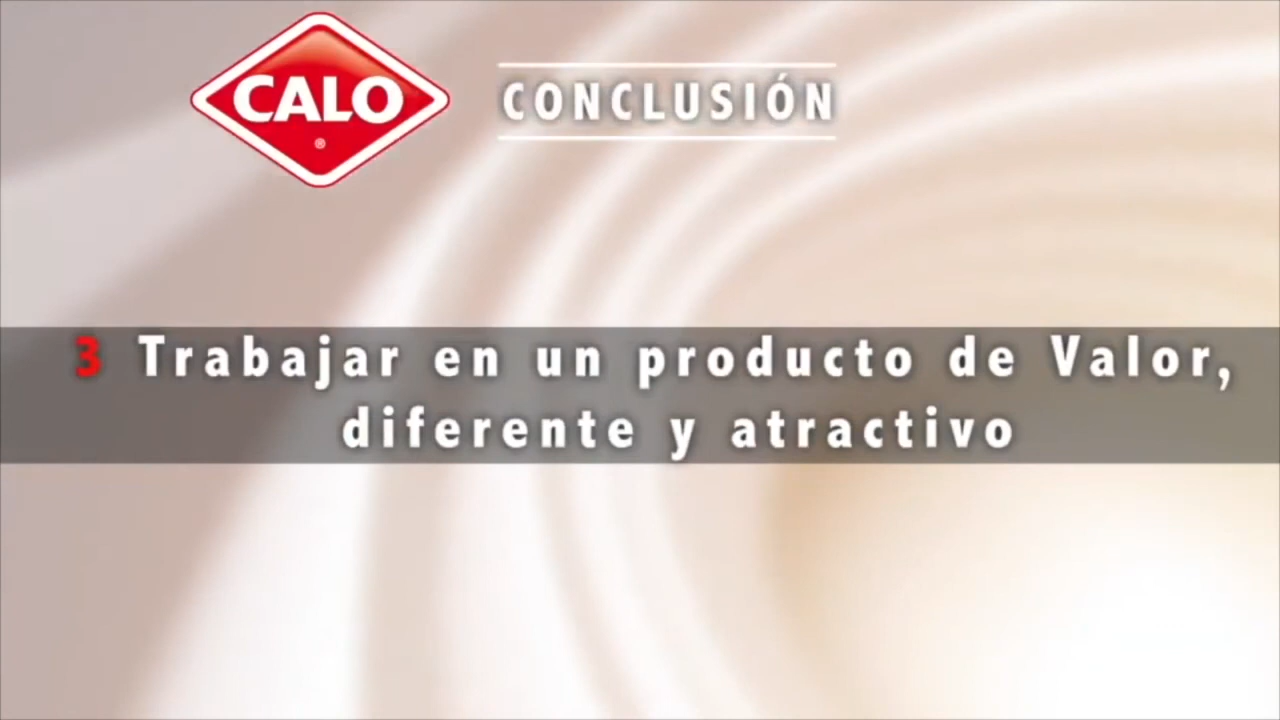 CALO
®
CONCLUSIÓN
3 Trabajar en un producto de Valor,
diferente y atractivo